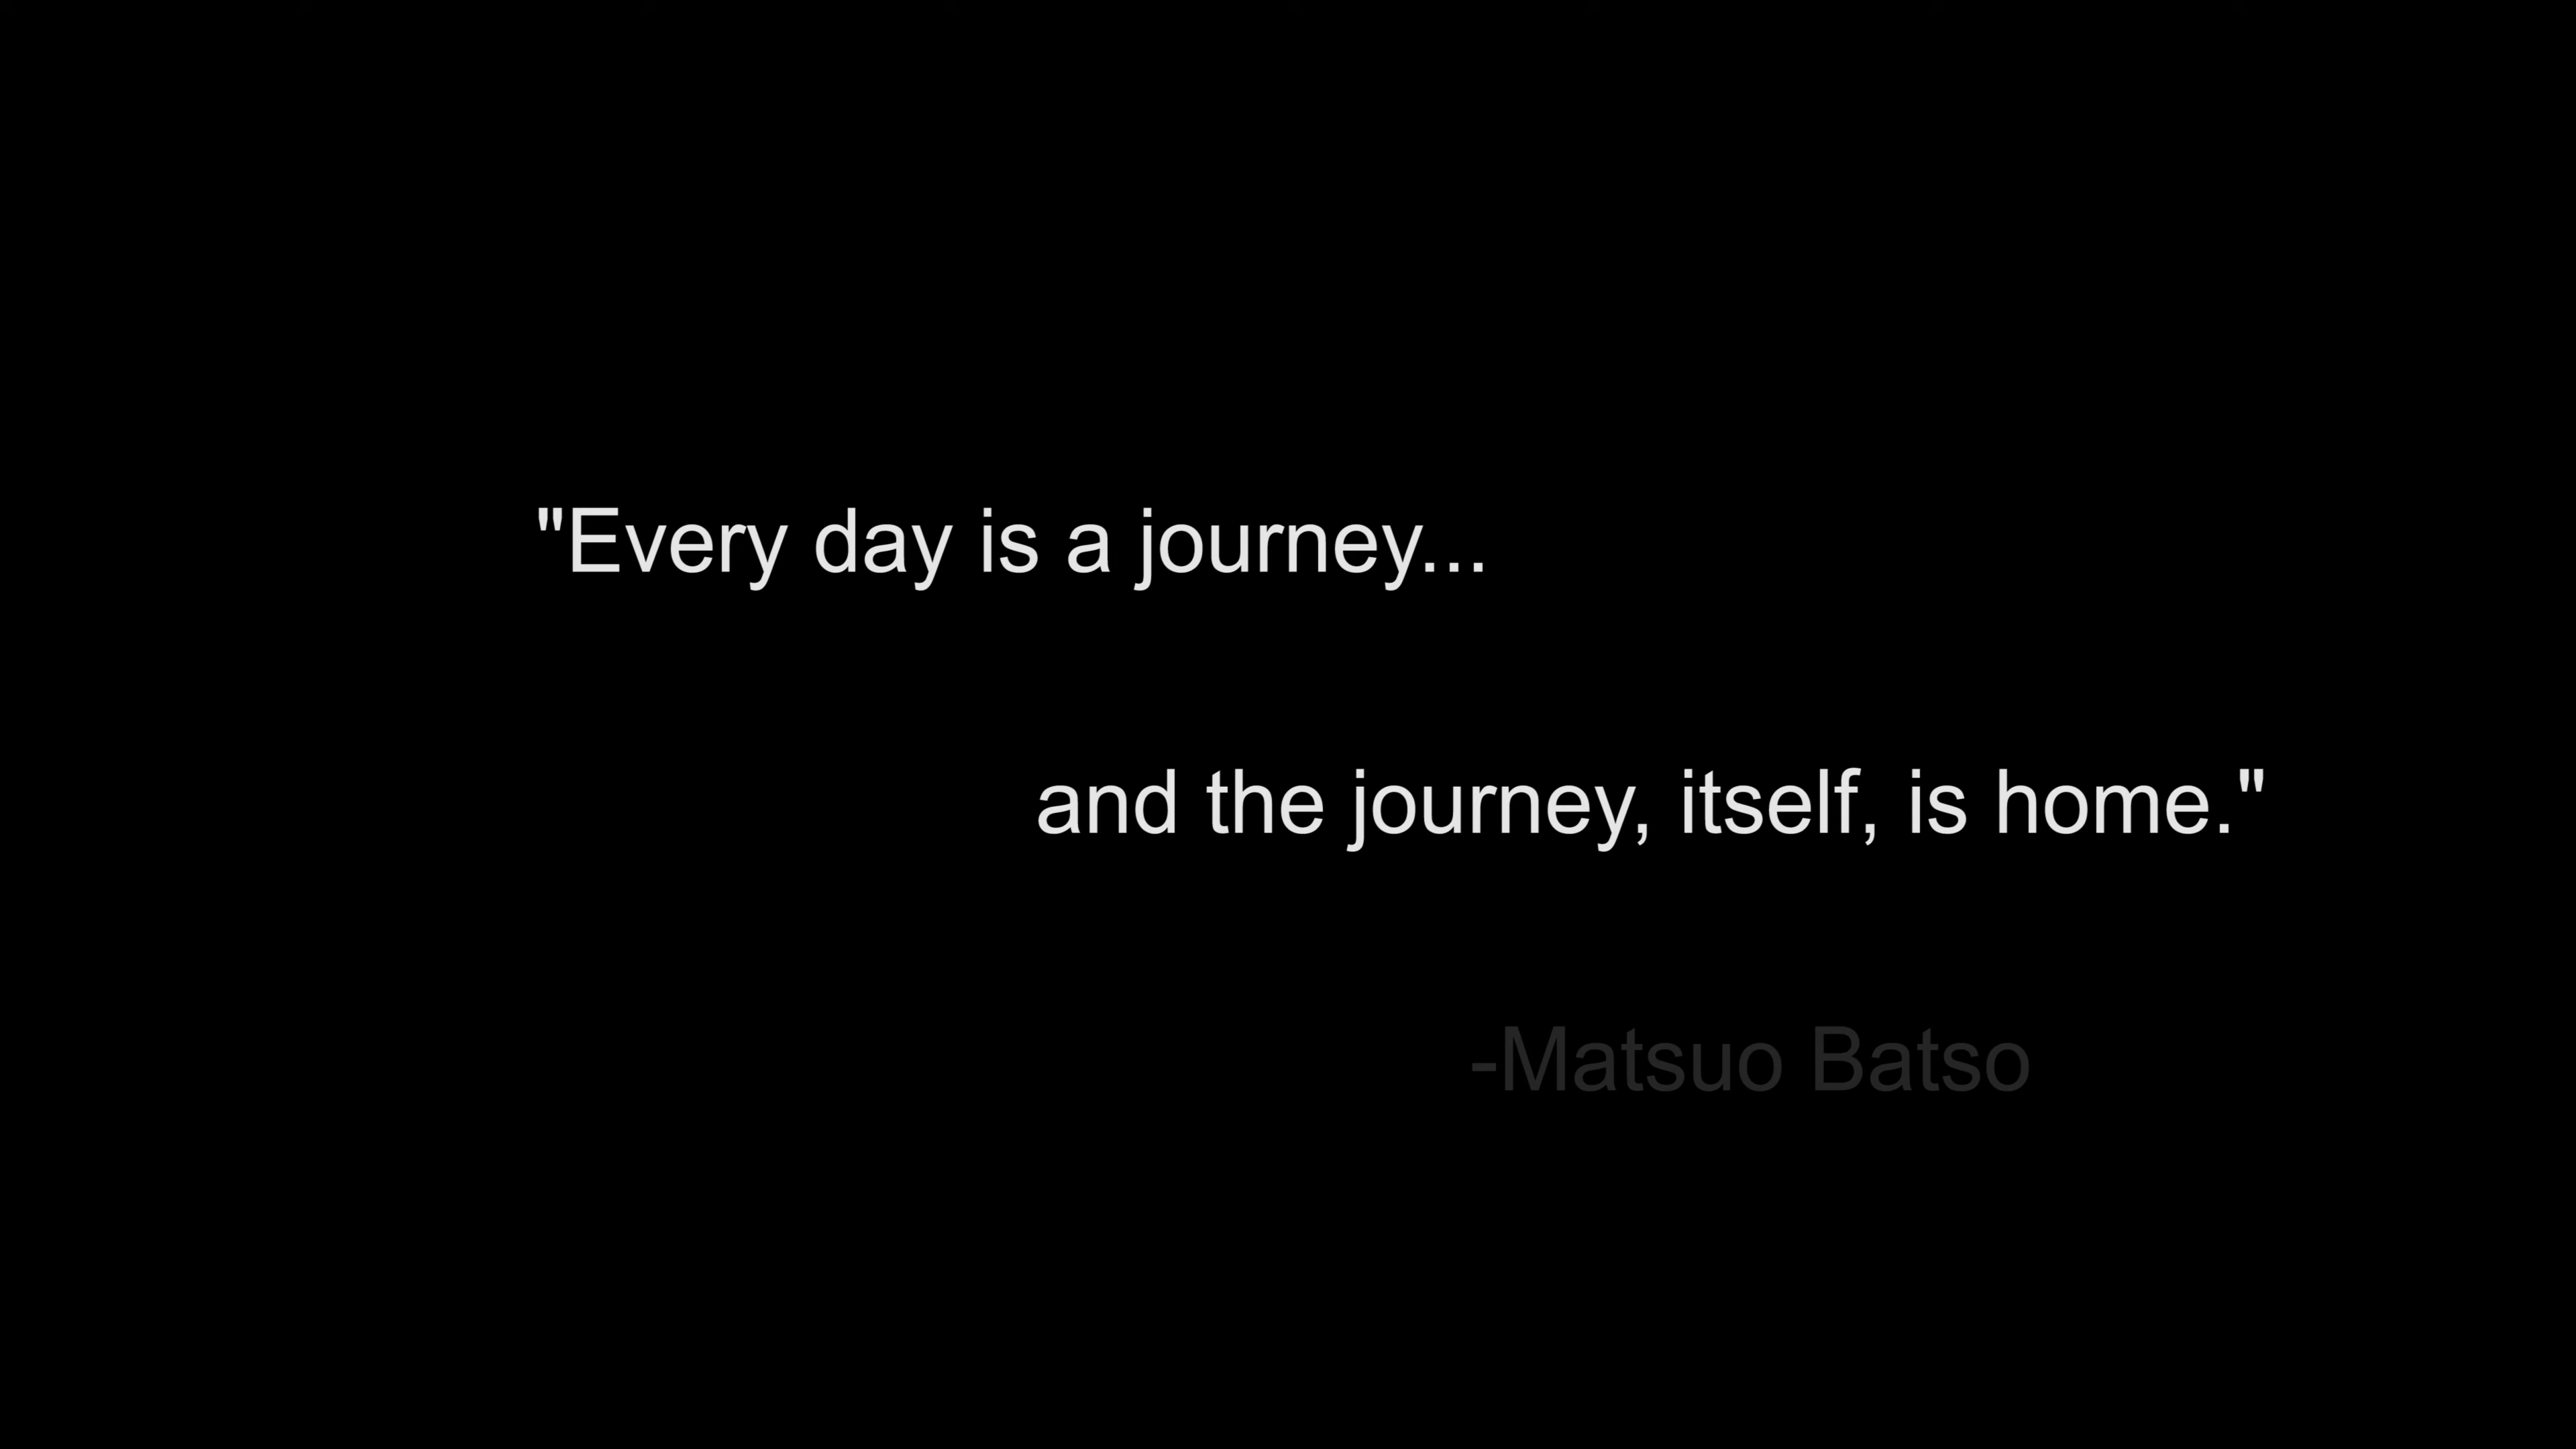 "Every day is a journey...
and the journey, itself, is home."
-Matsuo Batso